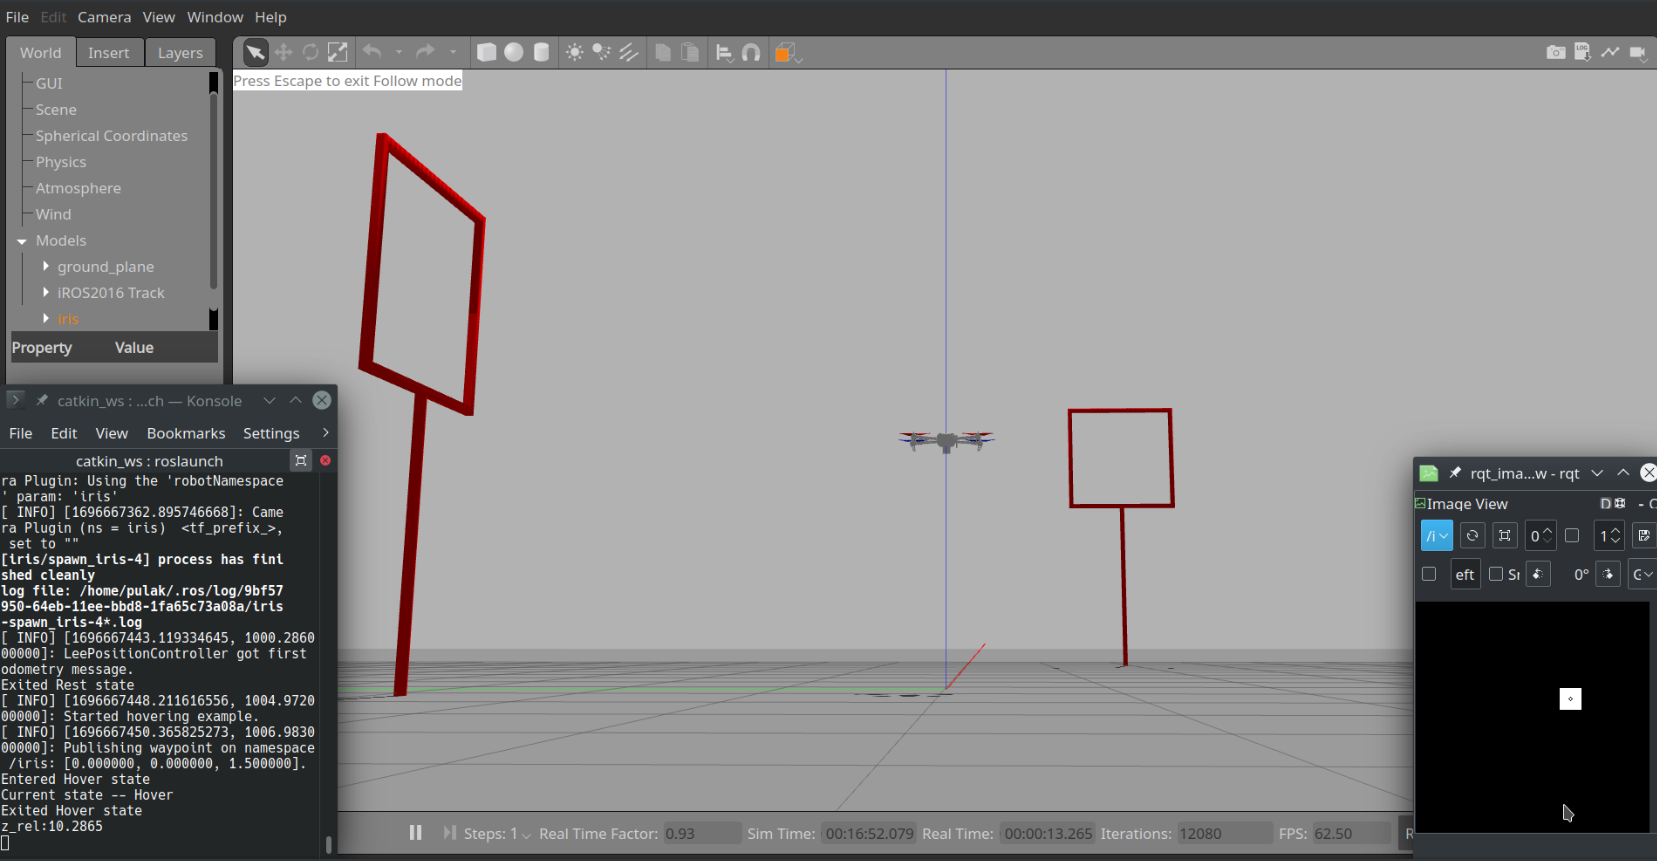 File Edit Camera View Window Help
World Insert Layers
Press Escape to exit Follow mode
GUI
Scene
Spherical Coordinates
Physics
Atmosphere
Wind
Models
ground_plane
iROS2016 Track
iris
Property Value
catkin_ws : ...ch — Konsole
File Edit View Bookmarks Settings
catkin_ws : roslaunch
ra Plugin: Using the 'robotNamespace
' param: 'iris'
[ INFO] [1696667362.895746668]: Came
ra Plugin (ns = iris)  <tf_prefix_>,
 set to ""
[iris/spawn_iris-4] process has fini
shed cleanly
log file: /home/pulak/.ros/log/9bf57
950-64eb-11ee-bbd8-1fa65c73a08a/iris
-spawn_iris-4*.log
[ INFO] [1696667443.119334645, 1000.2860
00000]: LeePositionController got first
odometry message.
Exited Rest state
[ INFO] [1696667448.211616556, 1004.9720
00000]: Started hovering example.
[ INFO] [1696667450.365825273, 1006.9830
00000]: Publishing waypoint on namespace
 /iris: [0.000000, 0.000000, 1.500000].
Entered Hover state
Current state -- Hover
Exited Hover state
z_rel:10.2865
rqt_ima...w - rqt
Image View D - C
/i 0 1
eft Sr 0° G
Steps: 1 Real Time Factor: 0.93 Sim Time: 00:16:52.079 Real Time: 00:00:13.265 Iterations: 12080 FPS: 62.50 R